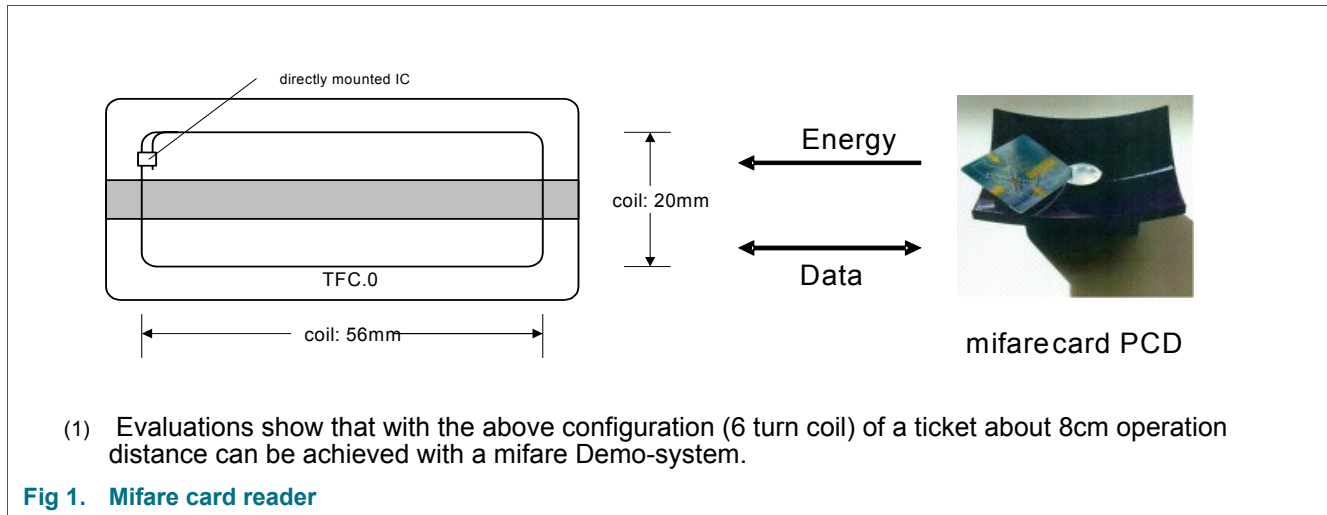 directly mounted IC
TFC.0
coil: 20mm
coil: 56mm
Energy
Data
mifare card PCD
(1) Evaluations show that with the above configuration (6 turn coil) of a ticket about 8cm operation
distance can be achieved with a mifare Demo-system.
Fig 1. Mifare card reader